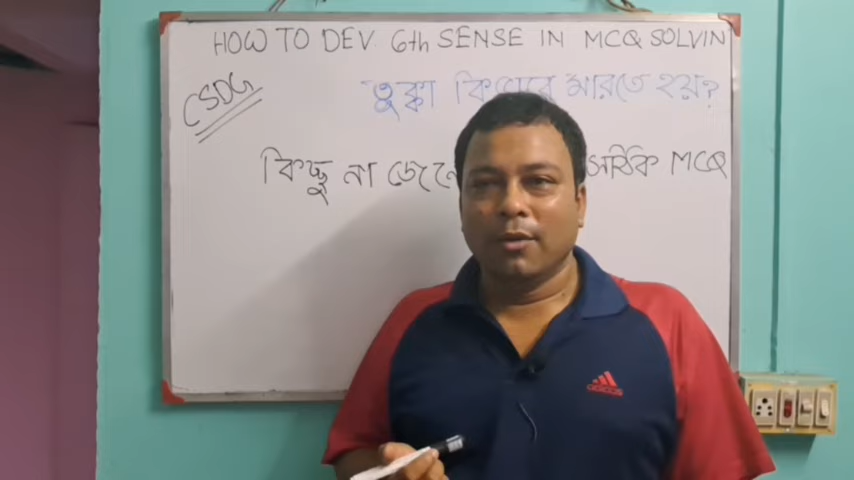 HOW TO DEV 6th SENSE IN MCQ SOLVIN
CSDG
তুক্কা কিভাবে মারতে হয়?
কিছু না জেনে সঠিক MCQ
adidas